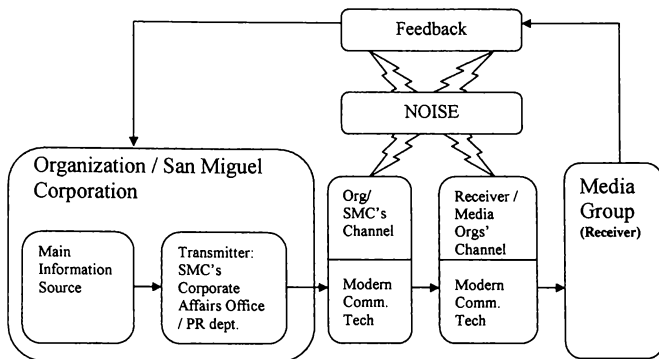 Feedback
NOISE
Organization / San Miguel
Corporation
Main
Information
Source
Transmitter:
SMC's
Corporate
Affairs Office
/ PR dept.
Org/
SMC's
Channel
Modern
Comm.
Tech
Receiver /
Media
Orgs'
Channel
Modern
Comm.
Tech
Media
Group
(Receiver)